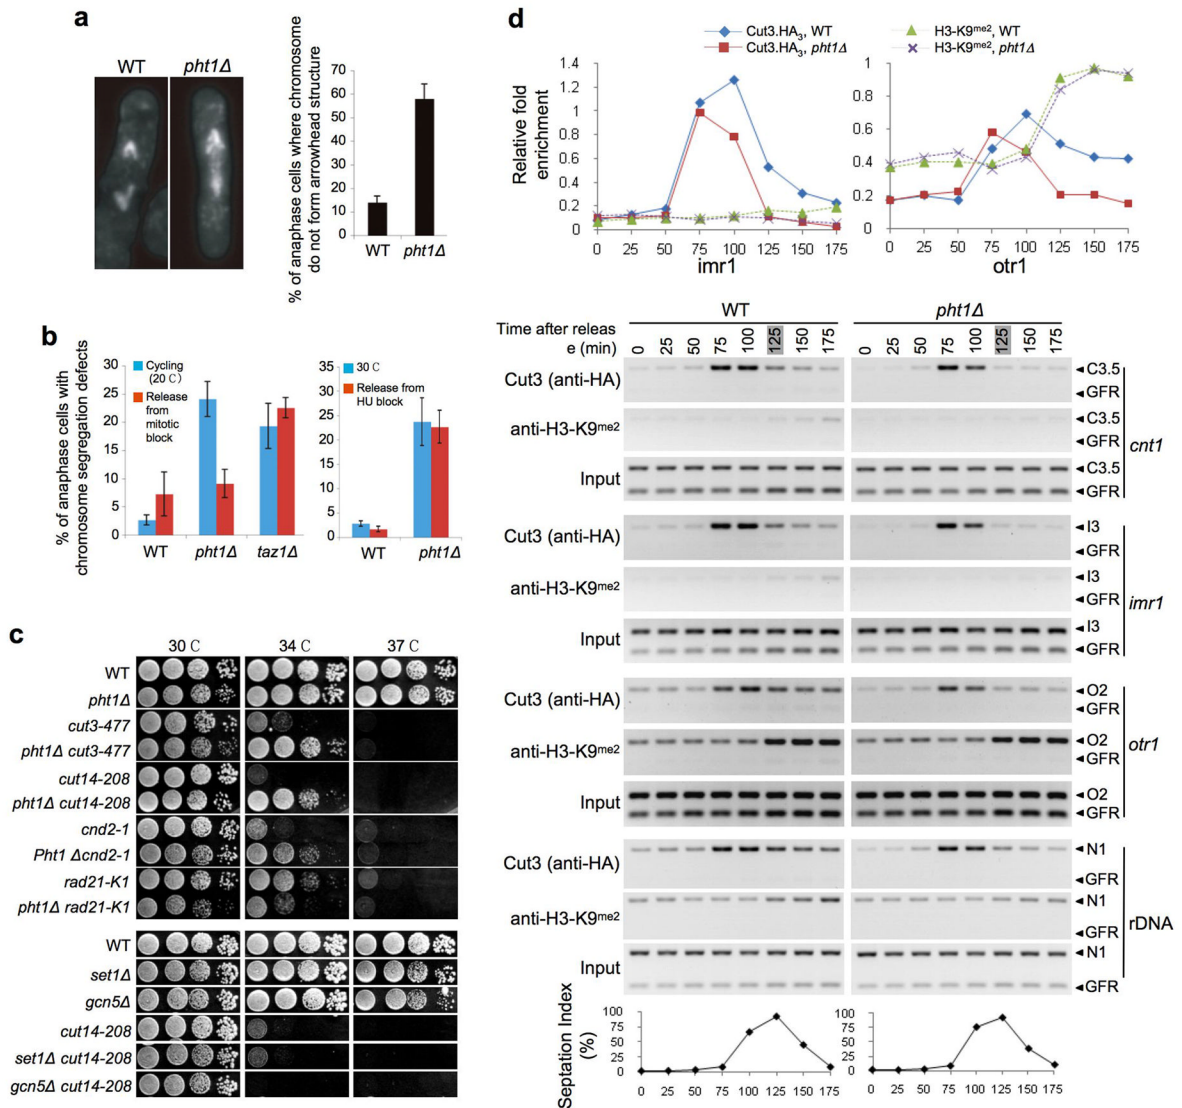 a
WT pht1Δ
% of anaphase cells where chromosome
do not form arrowhead structure
70
60
50
40
30
20
10
0
WT pht1Δ
b
% of anaphase cells with
chromosome segregation defects
30
25
20
15
10
5
0
Cycling
(20 C)
Release
from
mitotic
block
WT pht1Δ taz1Δ
35
30
25
20
15
10
5
0
30 C
Release from
HU block
WT pht1Δ
c
30 C 34 C 37 C
WT
pht1Δ
cut3-477
pht1Δ cut3-477
cut14-208
pht1Δ cut14-208
cnd2-1
Pht1 Δcnd2-1
rad21-K1
pht1Δ rad21-K1
WT
set1Δ
gcn5Δ
cut14-208
set1Δ cut14-208
gcn5Δ cut14-208
d
Cut3.HA3, WT H3-K9me2, WT
Cut3.HA3, pht1Δ H3-K9me2, pht1Δ
Relative fold
enrichment
1.4
1.2
1
0.8
0.6
0.4
0.2
0
0 25 50 75 100 125 150 175
imr1
1
0.8
0.6
0.4
0.2
0
0 25 50 75 100 125 150 175
otr1
WT pht1Δ
Time after releas
e (min)
0 25 50 75 100 125 150 175 0 25 50 75 100 125 150 175
Cut3 (anti-HA) C3.5
GFR
anti-H3-K9me2 C3.5
GFR
Input C3.5
GFR
cnt1
Cut3 (anti-HA) I3
GFR
anti-H3-K9me2 I3
GFR
Input I3
GFR
imr1
Cut3 (anti-HA) O2
GFR
anti-H3-K9me2 O2
GFR
Input O2
GFR
otr1
Cut3 (anti-HA) N1
GFR
anti-H3-K9me2 N1
GFR
Input N1
GFR
rDNA
Septation Index
(%)
100
75
50
25
0
0 25 50 75 100 125 150 175
100
75
50
25
0
0 25 50 75 100 125 150 175